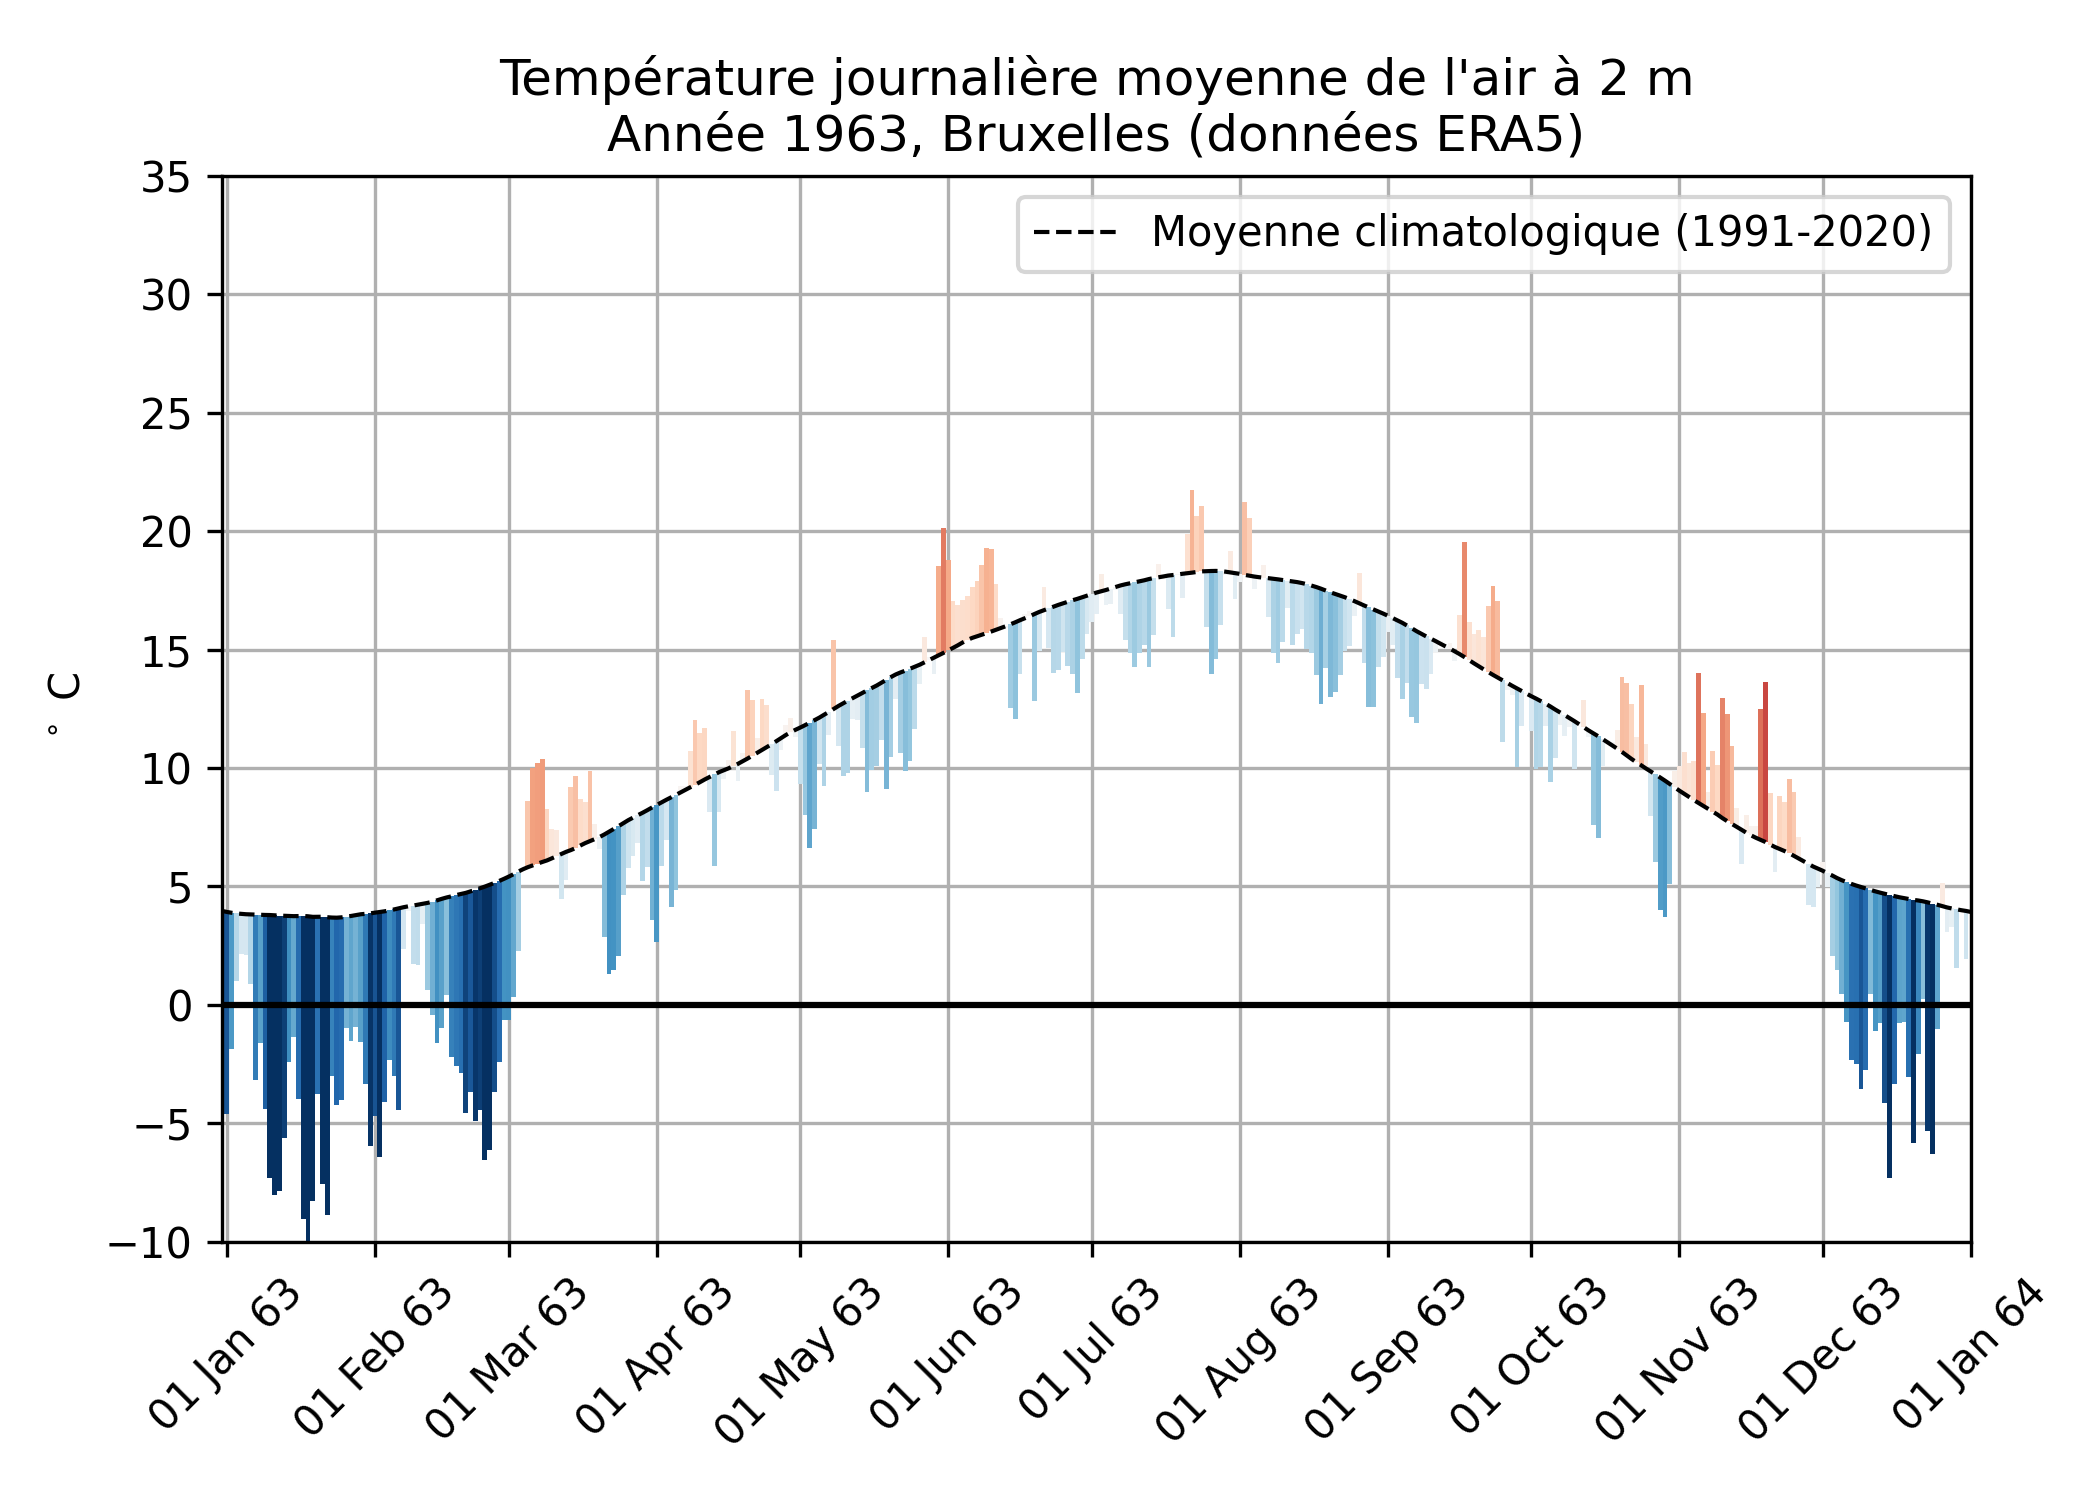 Température journalière moyenne de l'air à 2 m
Année 1963, Bruxelles (données ERA5)
Moyenne climatologique (1991-2020)
35
30
25
20
15
10
5
0
−5
−10
° C
01 Jan 63
01 Feb 63
01 Mar 63
01 Apr 63
01 May 63
01 Jun 63
01 Jul 63
01 Aug 63
01 Sep 63
01 Oct 63
01 Nov 63
01 Dec 63
01 Jan 64